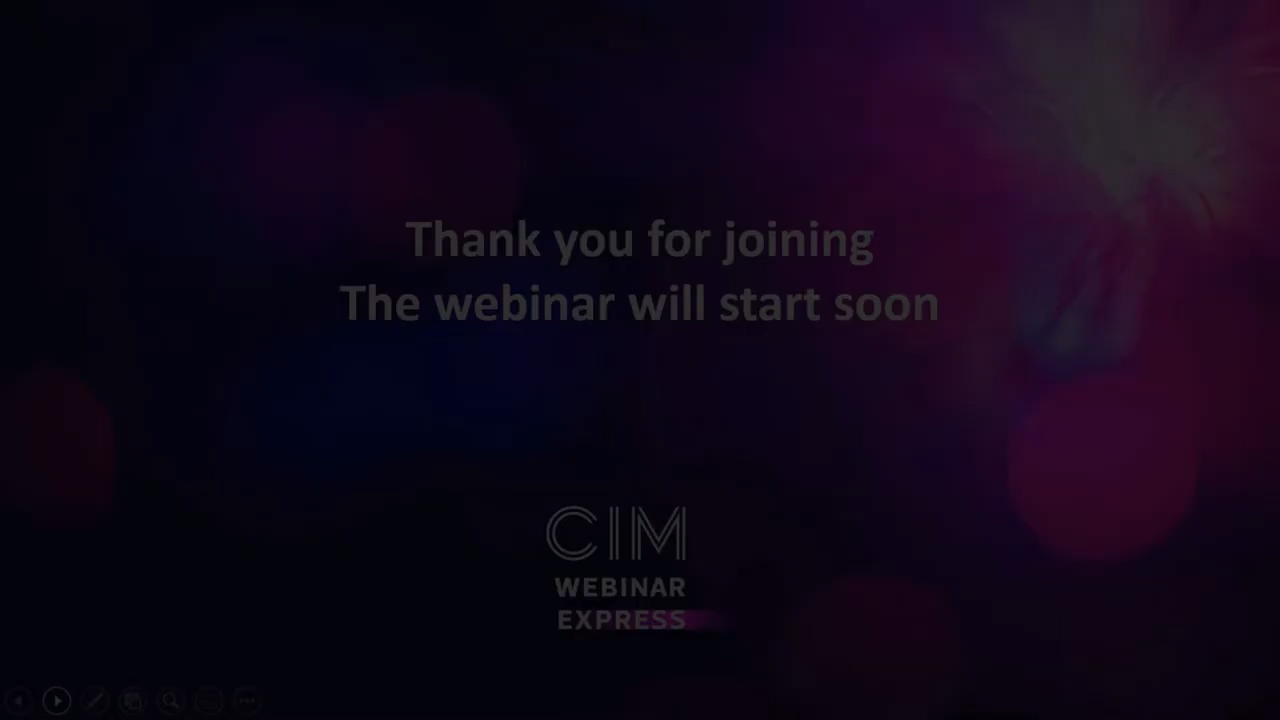 Thank you for joining
The webinar will start soon
CIM
WEBINAR
EXPRESS